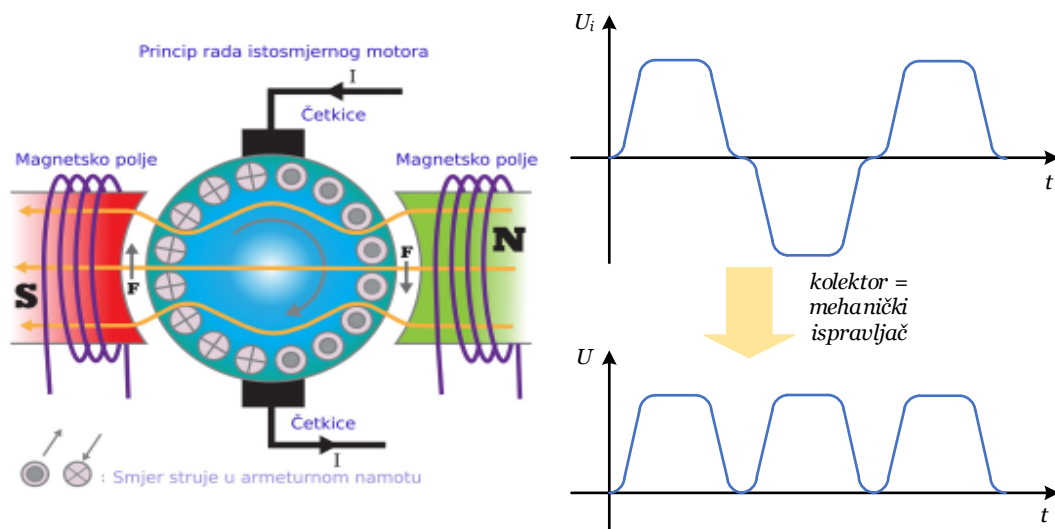 Princip rada istosmjernog motora
I
Četkice
Magnetsko polje
Magnetsko polje
S
F
F
N
Četkice
I
: Smjer struje u armeturnom namotu
Ui
t
kolektor =
mehanički
ispravljač
U
t